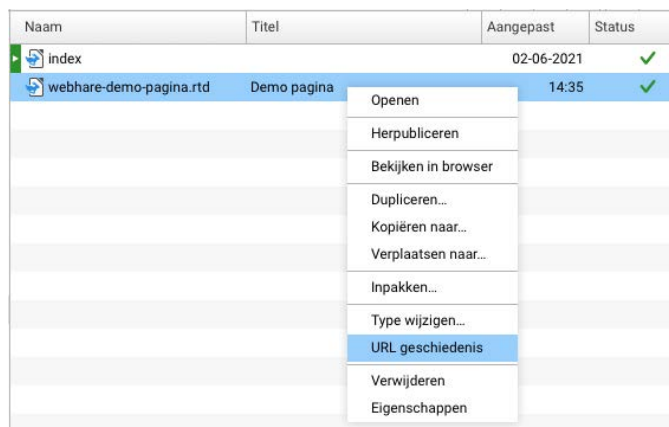 Naam Titel Aangepast Status
index 02-06-2021
webhare-demo-pagina.rtd Demo pagina 14:35
Openen
Herpubliceren
Bekijken in browser
Dupliceren…
Kopiëren naar…
Verplaatsen naar…
Inpakken…
Type wijzigen…
URL geschiedenis
Verwijderen
Eigenschappen